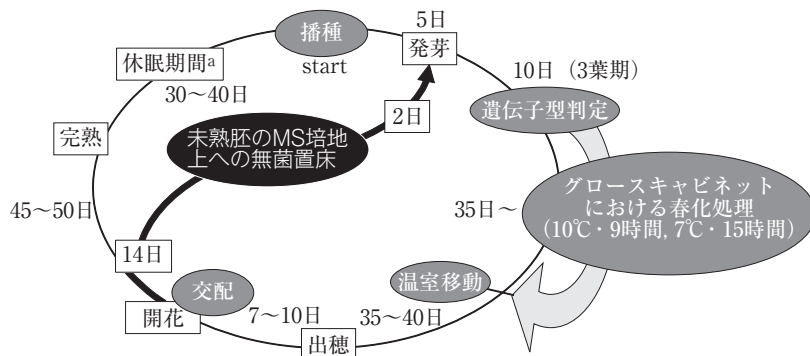 播種
start
5日
発芽
10日（3葉期）
遺伝子型判定
グロースキャビネット
における春化処理
(10℃・9時間, 7℃・15時間)
35日～
温室移動
35～40日
出穂
7～10日
交配
開花
14日
45～50日
完熟
30～40日
休眠期間a
未熟胚のMS培地
上への無菌置床
2日